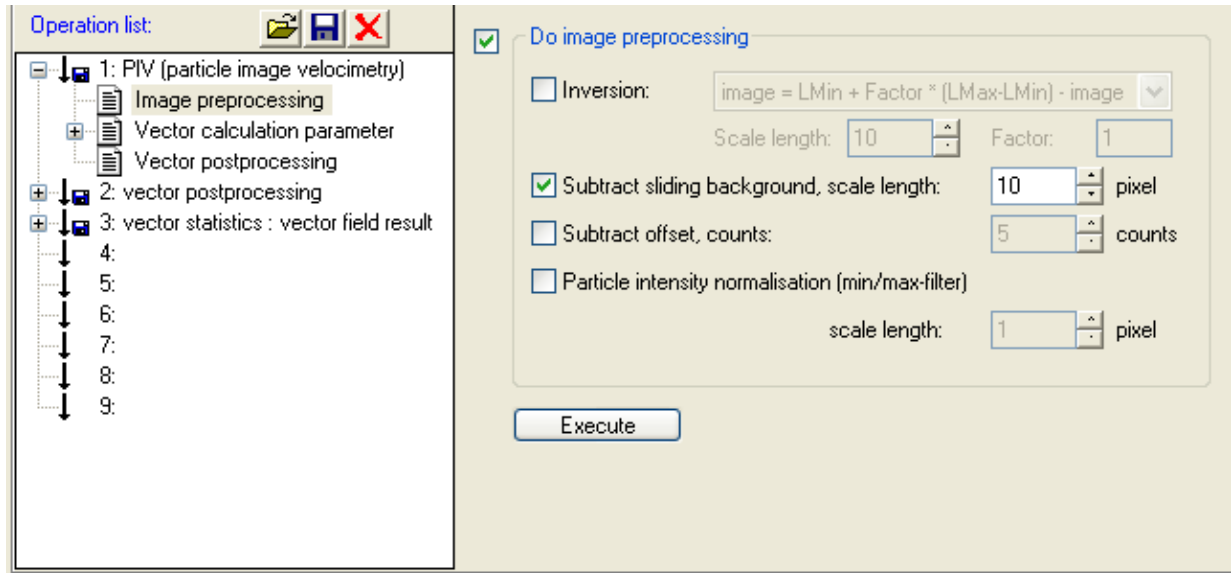 Operation list:
1: PIV (particle image velocimetry)
Image preprocessing
Vector calculation parameter
Vector postprocessing
2: vector postprocessing
3: vector statistics : vector field result
4:
5:
6:
7:
8:
9:
Do image preprocessing
Inversion: image = LMin + Factor * (LMax-LMin) - image
Scale length: 10 Factor: 1
Subtract sliding background, scale length: 10 pixel
Subtract offset, counts: 5 counts
Particle intensity normalisation (min/max-filter)
scale length: 1 pixel
Execute